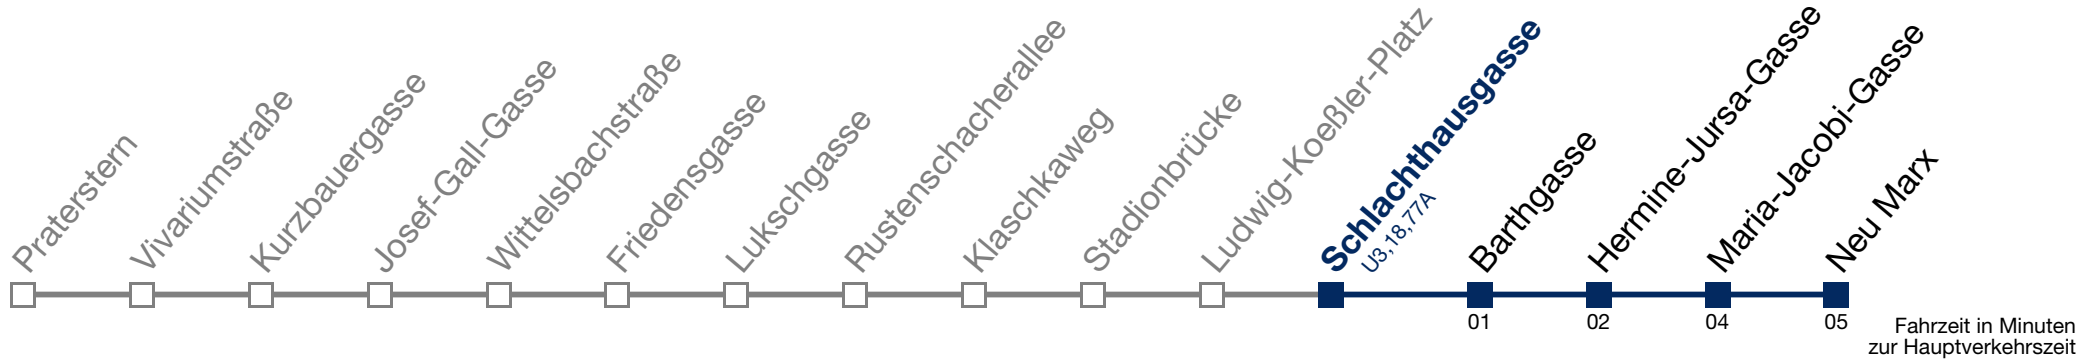 Praterstern
Vivariumstraße
Kurzbauergasse
Josef-Gall-Gasse
Wittelsbachstraße
Friedensgasse
Lukschgasse
Rustenschacherallee
Klaschkaweg
Stadionbrücke
Ludwig-Koeßler-Platz
Schlachthausgasse
U3,18,77A
Barthgasse
Hermine-Jursa-Gasse
Maria-Jacobi-Gasse
Neu Marx
01
02
04
05
Fahrzeit in Minuten
zur Hauptverkehrszeit